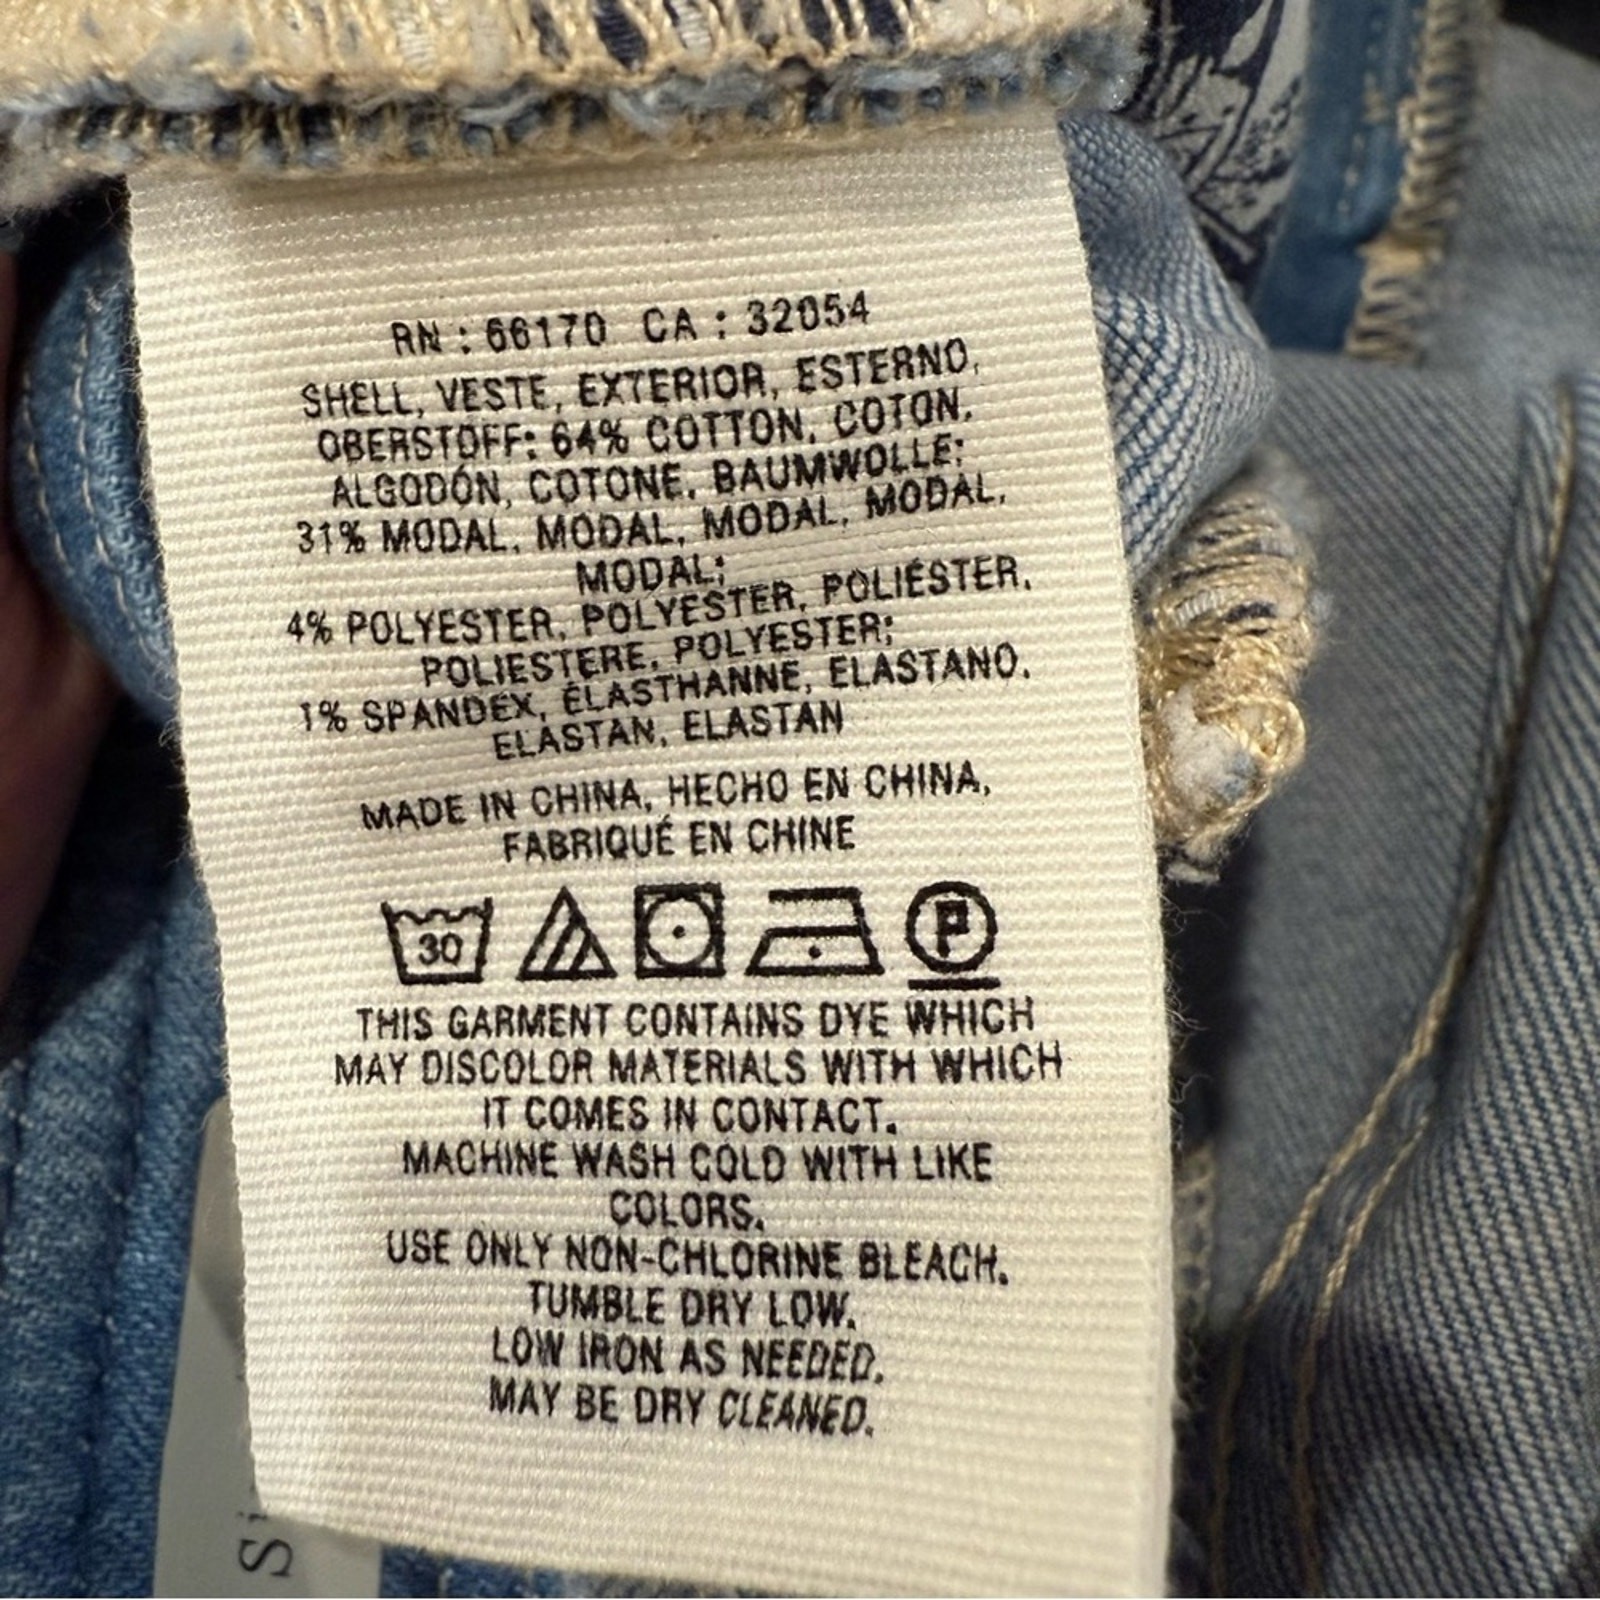 RN : 66170 CA : 32054
SHELL, VESTE, EXTERIOR, ESTERNO,
OBERSTOFF: 64% COTTON, COTON,
ALGODÓN, COTONE, BAUMWOLLE;
31% MODAL, MODAL, MODAL, MODAL,
MODAL;
4% POLYESTER, POLYESTER, POLIÉSTER,
POLIESTERE, POLYESTER;
1% SPANDEX, ÉLASTHANNE, ELASTANO,
ELASTAN, ELASTAN
MADE IN CHINA, HECHO EN CHINA,
FABRIQUÉ EN CHINE
30 P
THIS GARMENT CONTAINS DYE WHICH
MAY DISCOLOR MATERIALS WITH WHICH
IT COMES IN CONTACT.
MACHINE WASH COLD WITH LIKE
COLORS.
USE ONLY NON-CHLORINE BLEACH.
TUMBLE DRY LOW.
LOW IRON AS NEEDED.
MAY BE DRY CLEANED.